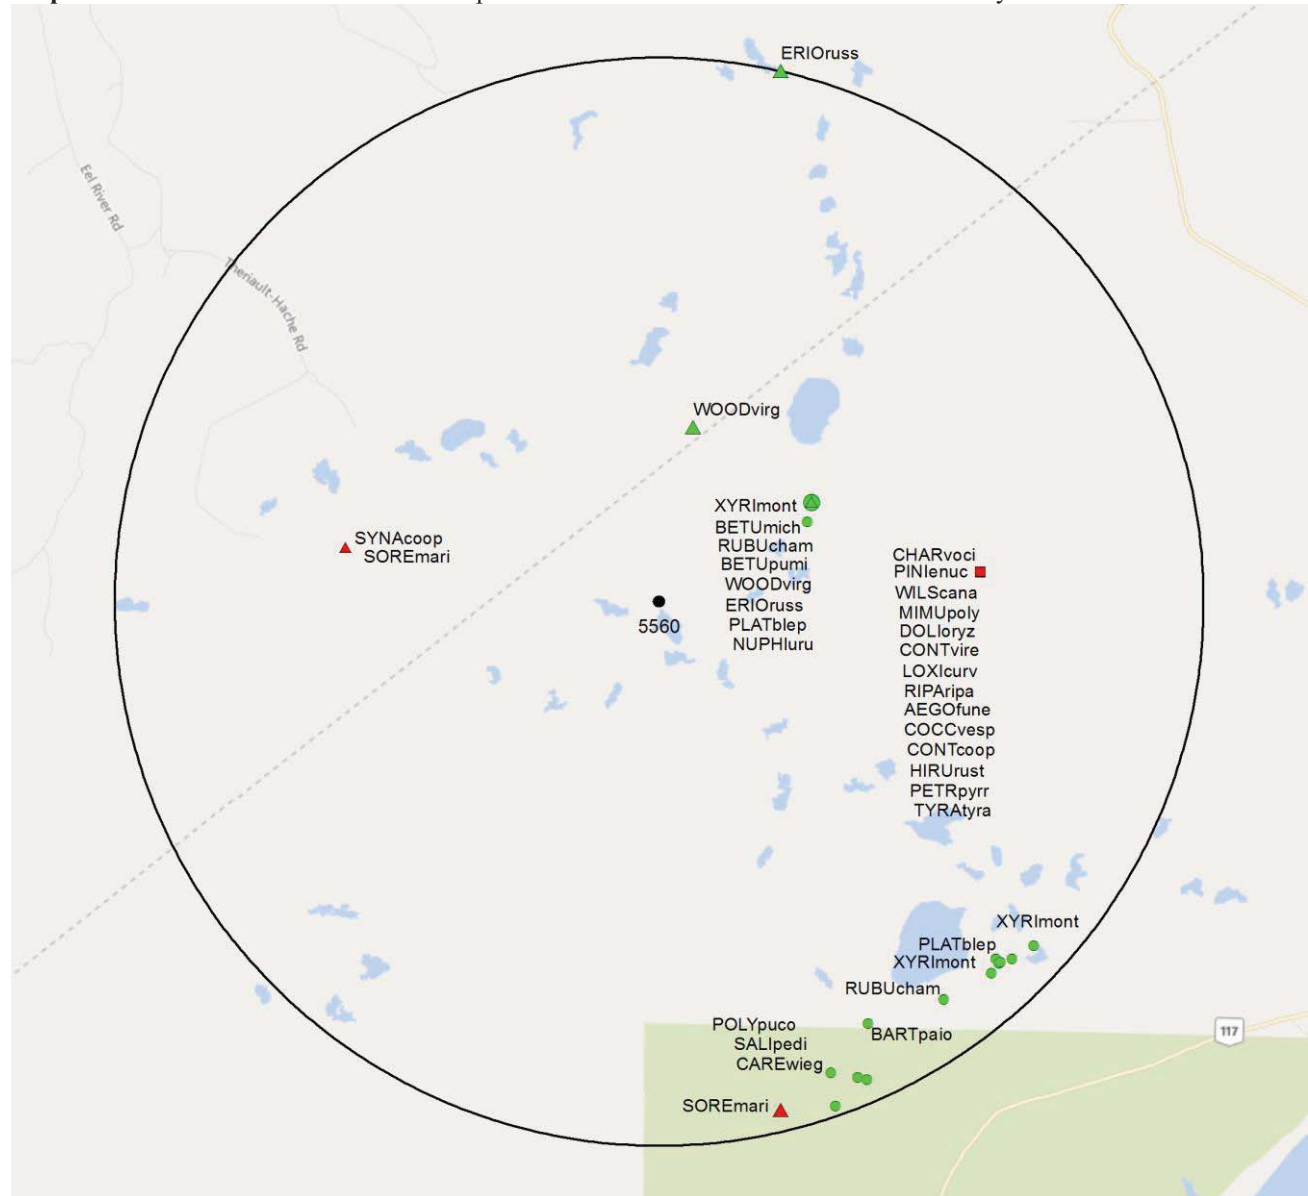 ERIOruss
Eel River Rd
Theriault-Hache Rd
WOODvirg
XYRImont
BETUmich
RUBUcham
BETUpumi
WOODvirg
ERIOruss
PLATblep
NUPHluru
SYNAcoop
SOREmari
5560
CHARvoci
PINIenuc
WILScana
MIMUpoly
DOLIoryz
CONTvire
LOXIcurv
RIPAripa
AEGOfune
COCCvesp
CONTcoop
HIRUrust
PETRpyrr
TYRAtyra
XYRImont
PLATblep
XYRImont
RUBUcham
BARTpaio
POLYpuco
SALIpedi
CAREwieg
SOREmari
117